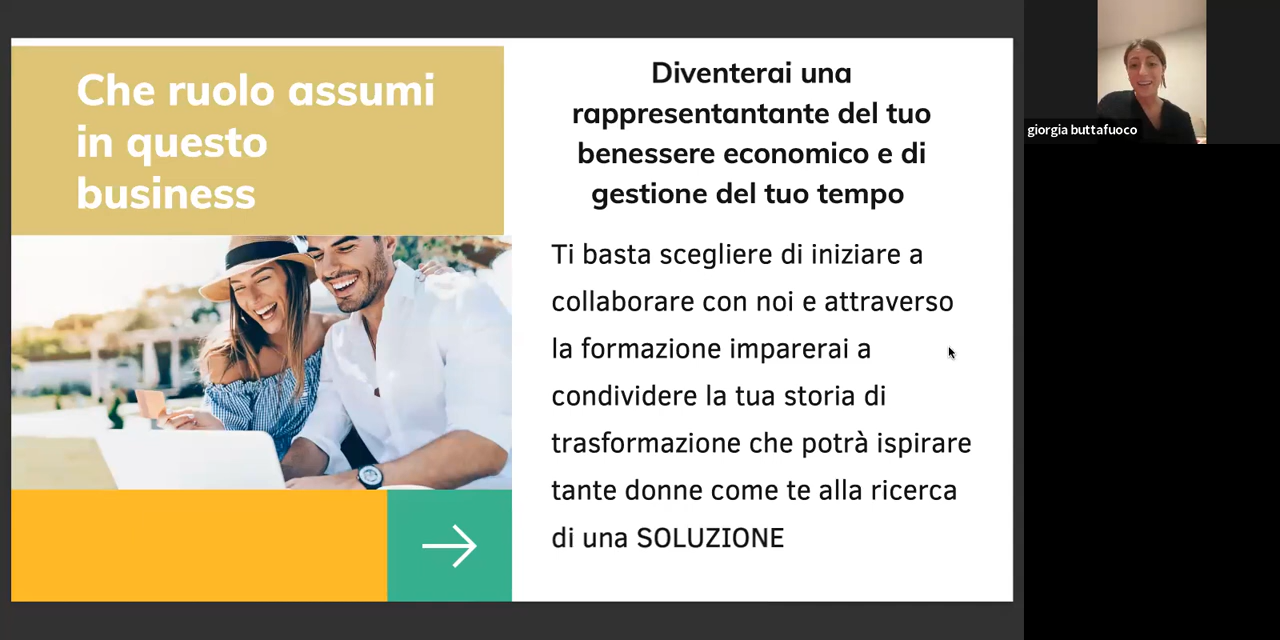 Che ruolo assumi
in questo
business
Diventerai una
rappresentantante del tuo
benessere economico e di
gestione del tuo tempo
Ti basta scegliere di iniziare a
collaborare con noi e attraverso
la formazione imparerai a
condividere la tua storia di
trasformazione che potrà ispirare
tante donne come te alla ricerca
di una SOLUZIONE
giorgia buttafuoco